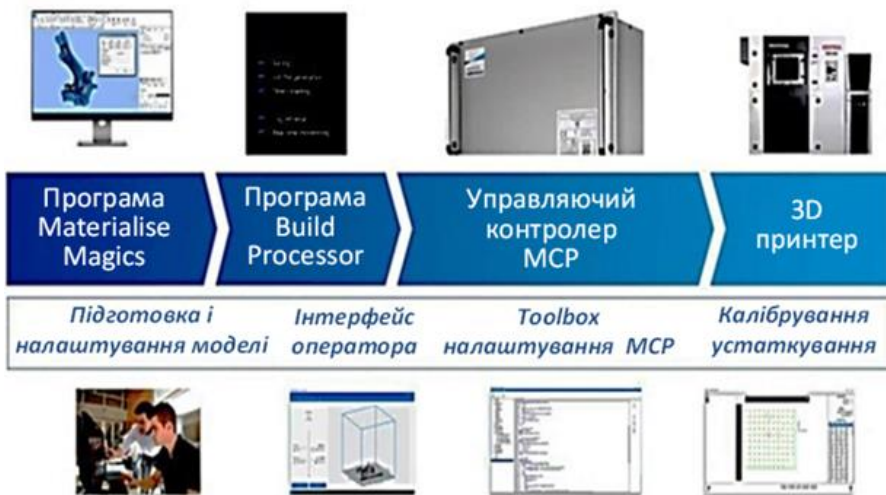 Програма
Materialise
Magics
Програма
Build
Processor
Управляючий
контролер
MCP
3D
принтер
Підготовка і
налаштування моделі
Інтерфейс
оператора
Toolbox
налаштування MCP
Калібрування
устаткування